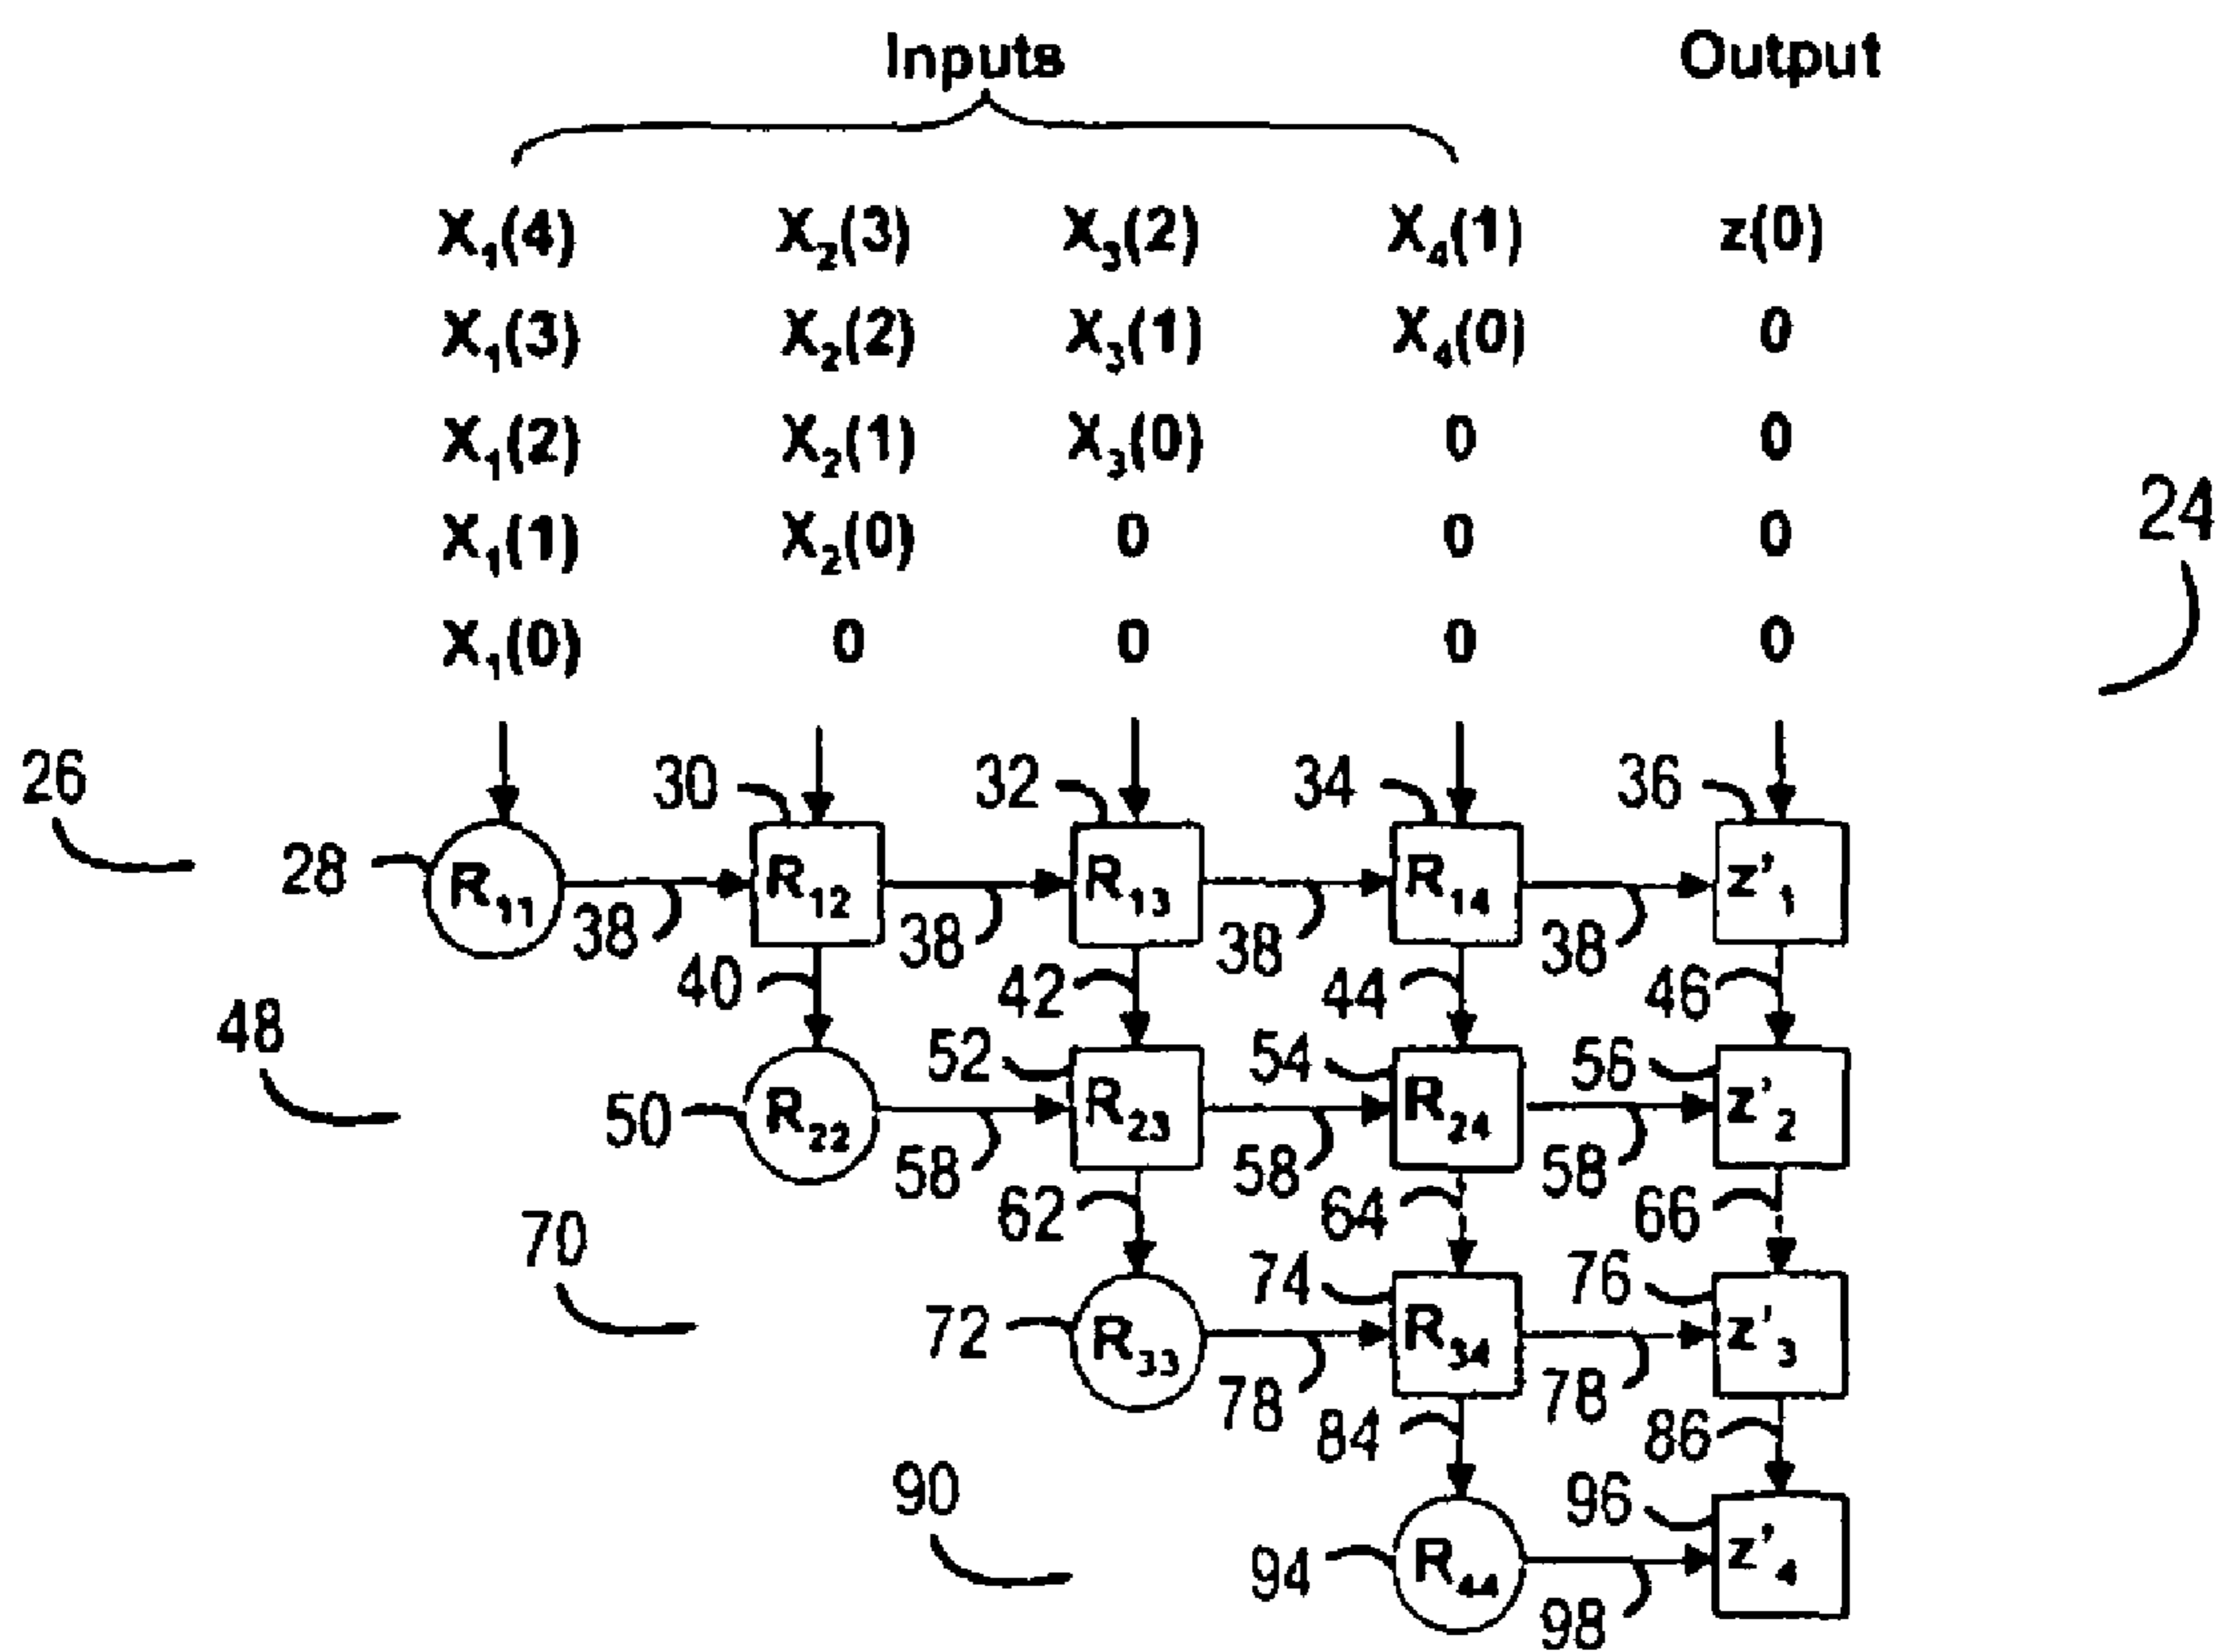 Inputs Output
X₁(4) X₂(3) X₃(2) X₄(1) z(0)
X₁(3) X₂(2) X₃(1) X₄(0) 0
X₁(2) X₂(1) X₃(0) 0 0
X₁(1) X₂(0) 0 0 0
X₁(0) 0 0 0 0
24
26 30 32 34 36
28 R₁₁ R₁₂ R₁₃ R₁₄ z'₁
38 38 38 38
40 42 44 46
48 52 54 56
50 R₂₂ R₂₃ R₂₄ z'₂
58 58 58
62 64 66
70 74 76
72 R₃₃ R₃₄ z'₃
78 78
84 86
90 96
94 R₄₄ z'₄
98